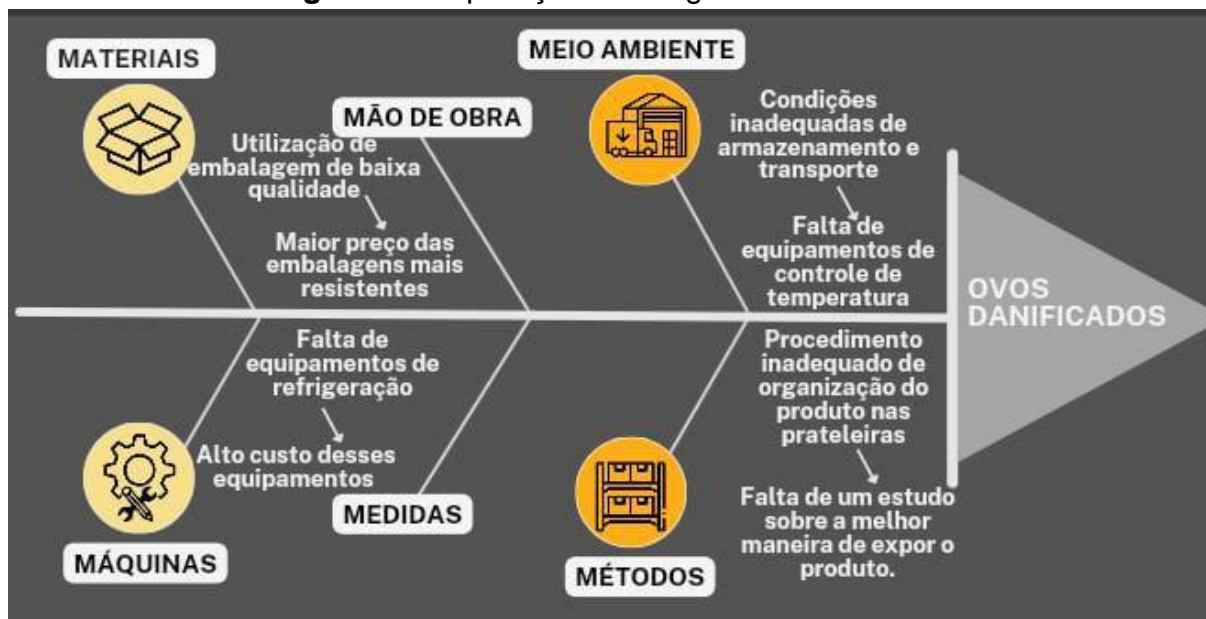 MATERIAIS
MÃO DE OBRA
Utilização de
embalagem de baixa
qualidade
Maior preço das
embalagens mais
resistentes
MEIO AMBIENTE
Condições
inadequadas de
armazenamento e
transporte
Falta de
equipamentos de
controle de
temperatura
OVOS
DANIFICADOS
Falta de
equipamentos de
refrigeração
Alto custo desses
equipamentos
MÁQUINAS
MEDIDAS
Procedimento
inadequado de
organização do
produto nas
prateleiras
Falta de um estudo
sobre a melhor
maneira de expor o
produto.
MÉTODOS